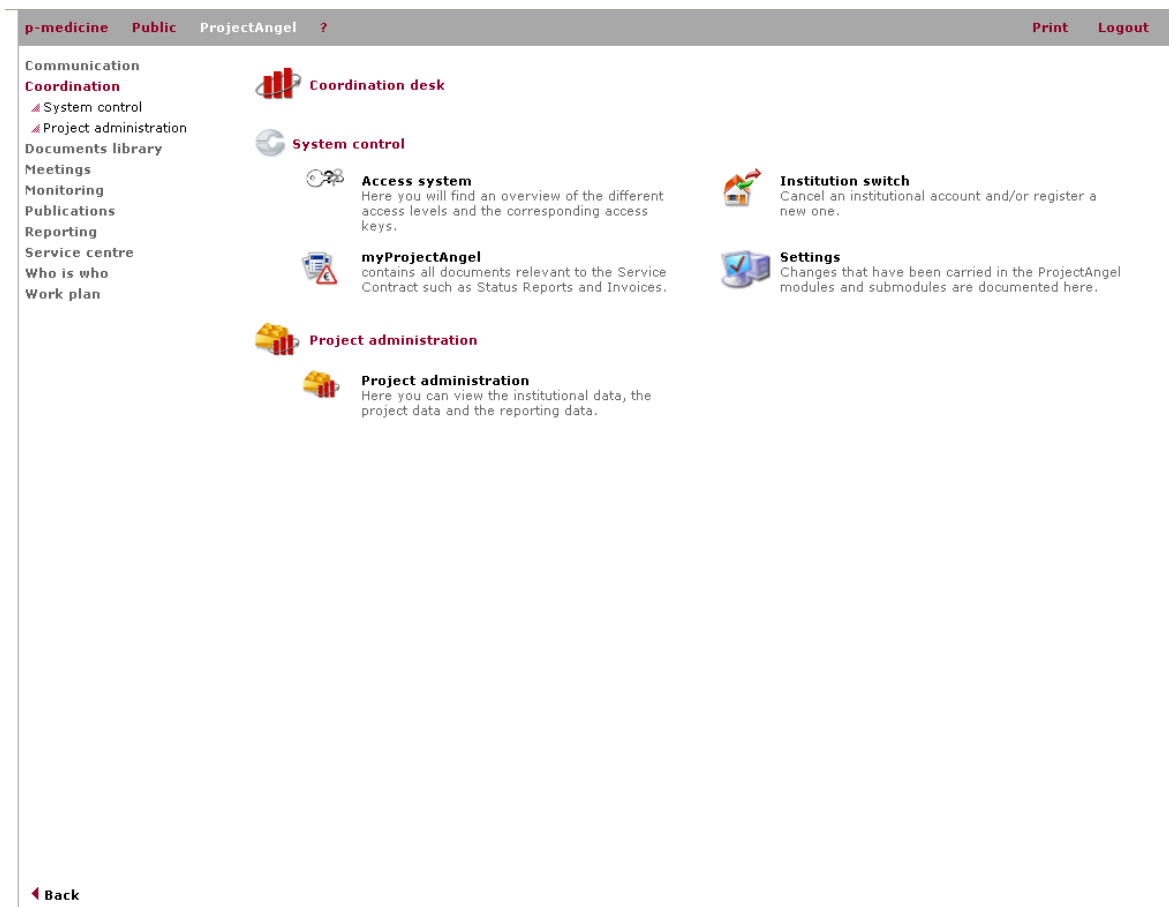 p-medicine Public ProjectAngel ? Print Logout
Communication
Coordination
System control
Project administration
Documents library
Meetings
Monitoring
Publications
Reporting
Service centre
Who is who
Work plan
Coordination desk
System control
Access system
Here you will find an overview of the different
access levels and the corresponding access
keys.
Institution switch
Cancel an institutional account and/or register a
new one.
myProjectAngel
contains all documents relevant to the Service
Contract such as Status Reports and Invoices.
Settings
Changes that have been carried in the ProjectAngel
modules and submodules are documented here.
Project administration
Project administration
Here you can view the institutional data, the
project data and the reporting data.
Back